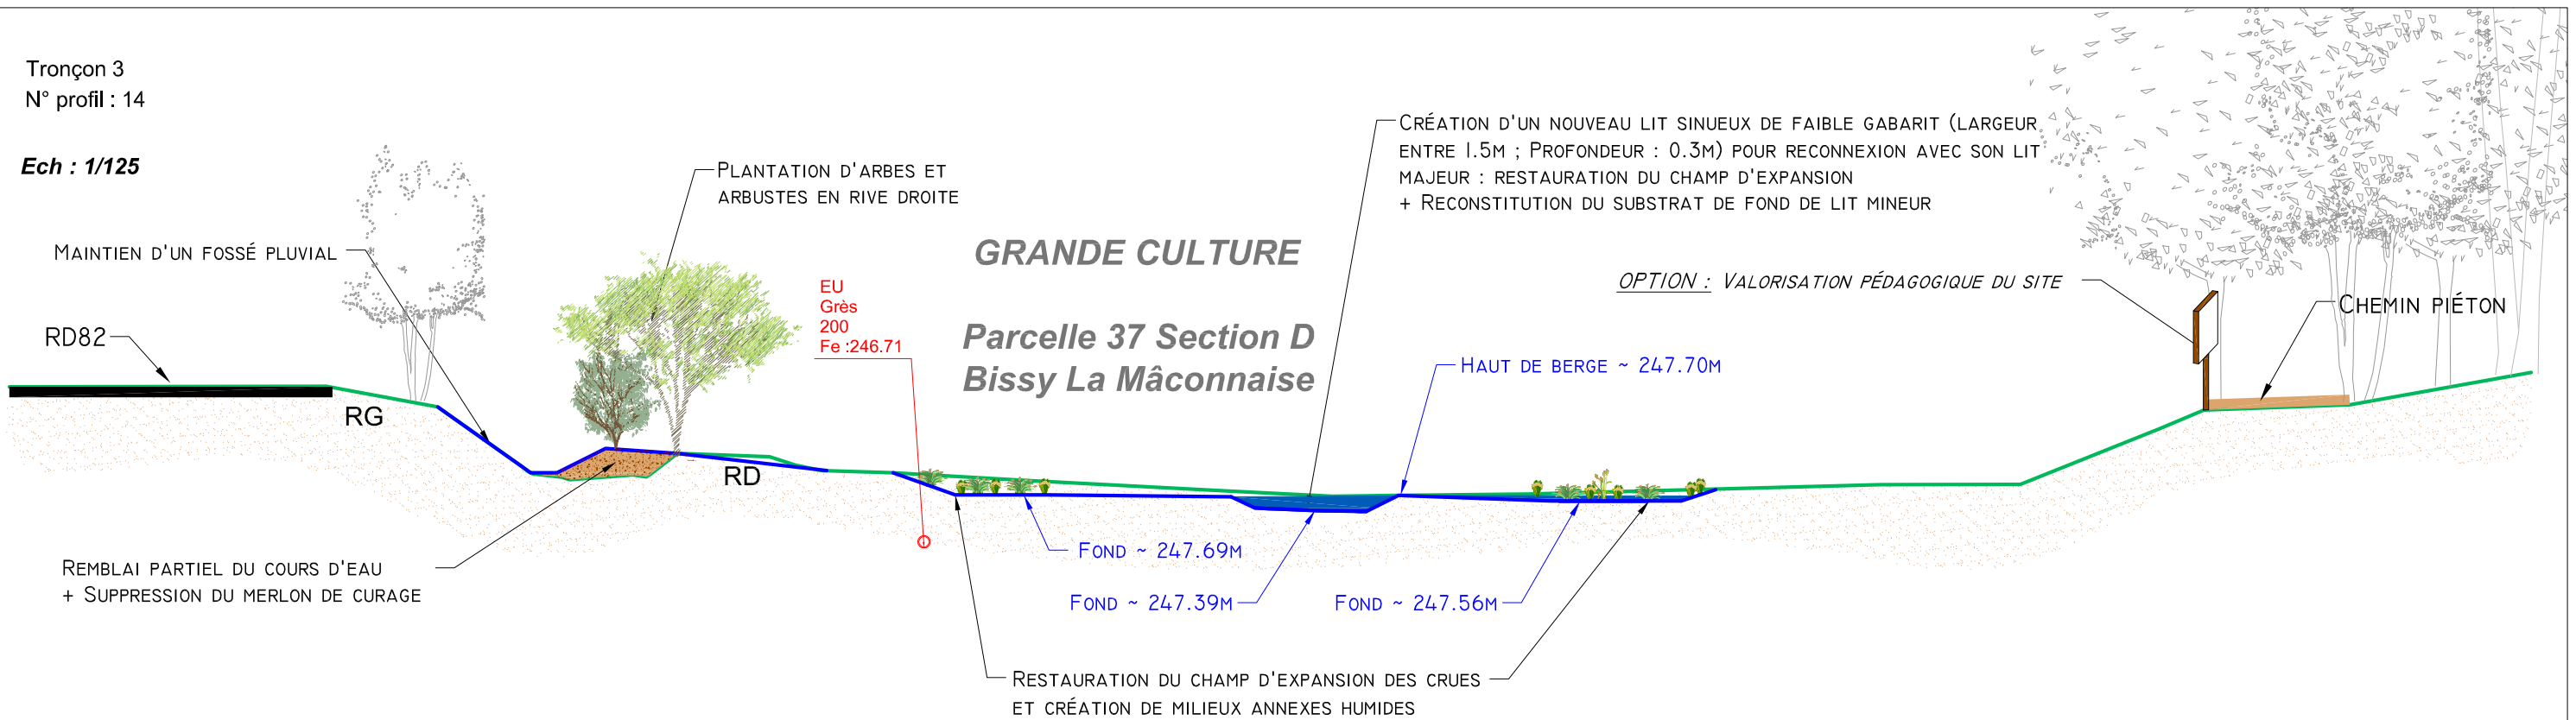 Tronçon 3
N° profil : 14
Ech : 1/125
MAINTIEN D'UN FOSSÉ PLUVIAL
RD82
RG
PLANTATION D'ARBES ET
ARBUSTES EN RIVE DROITE
EU
Grès
200
Fe :246.71
RD
GRANDE CULTURE
Parcelle 37 Section D
Bissy La Mâconnaise
CRÉATION D'UN NOUVEAU LIT SINUEUX DE FAIBLE GABARIT (LARGEUR
ENTRE 1.5M ; PROFONDEUR : 0.3M) POUR RECONNEXION AVEC SON LIT
MAJEUR : RESTAURATION DU CHAMP D'EXPANSION
+ RECONSTITUTION DU SUBSTRAT DE FOND DE LIT MINEUR
OPTION : VALORISATION PÉDAGOGIQUE DU SITE
CHEMIN PIÉTON
HAUT DE BERGE ~ 247.70M
FOND ~ 247.69M
FOND ~ 247.39M
FOND ~ 247.56M
REMBLAI PARTIEL DU COURS D'EAU
+ SUPPRESSION DU MERLON DE CURAGE
RESTAURATION DU CHAMP D'EXPANSION DES CRUES
ET CRÉATION DE MILIEUX ANNEXES HUMIDES